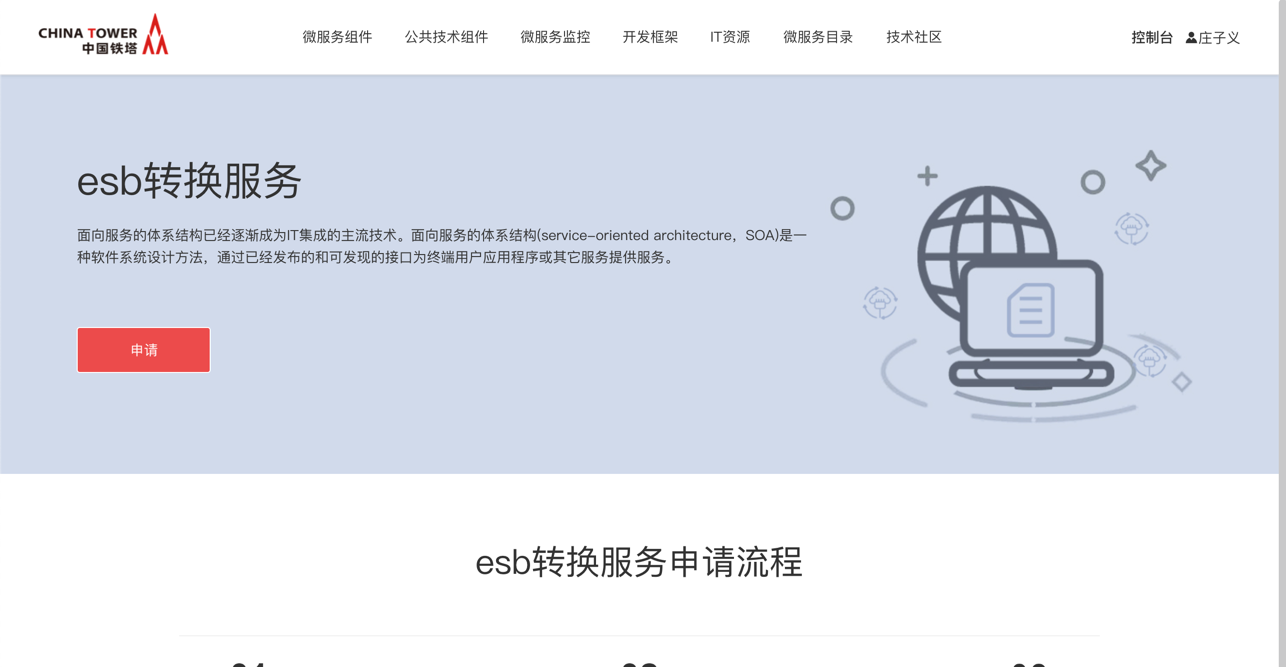 CHINA TOWER
中国铁塔
微服务组件 公共技术组件 微服务监控 开发框架 IT资源 微服务目录 技术社区 控制台 庄子义
esb转换服务
面向服务的体系结构已经逐渐成为IT集成的主流技术。面向服务的体系结构(service-oriented architecture，SOA)是一
种软件系统设计方法，通过已经发布的和可发现的接口为终端用户应用程序或其它服务提供服务。
申请
esb转换服务申请流程